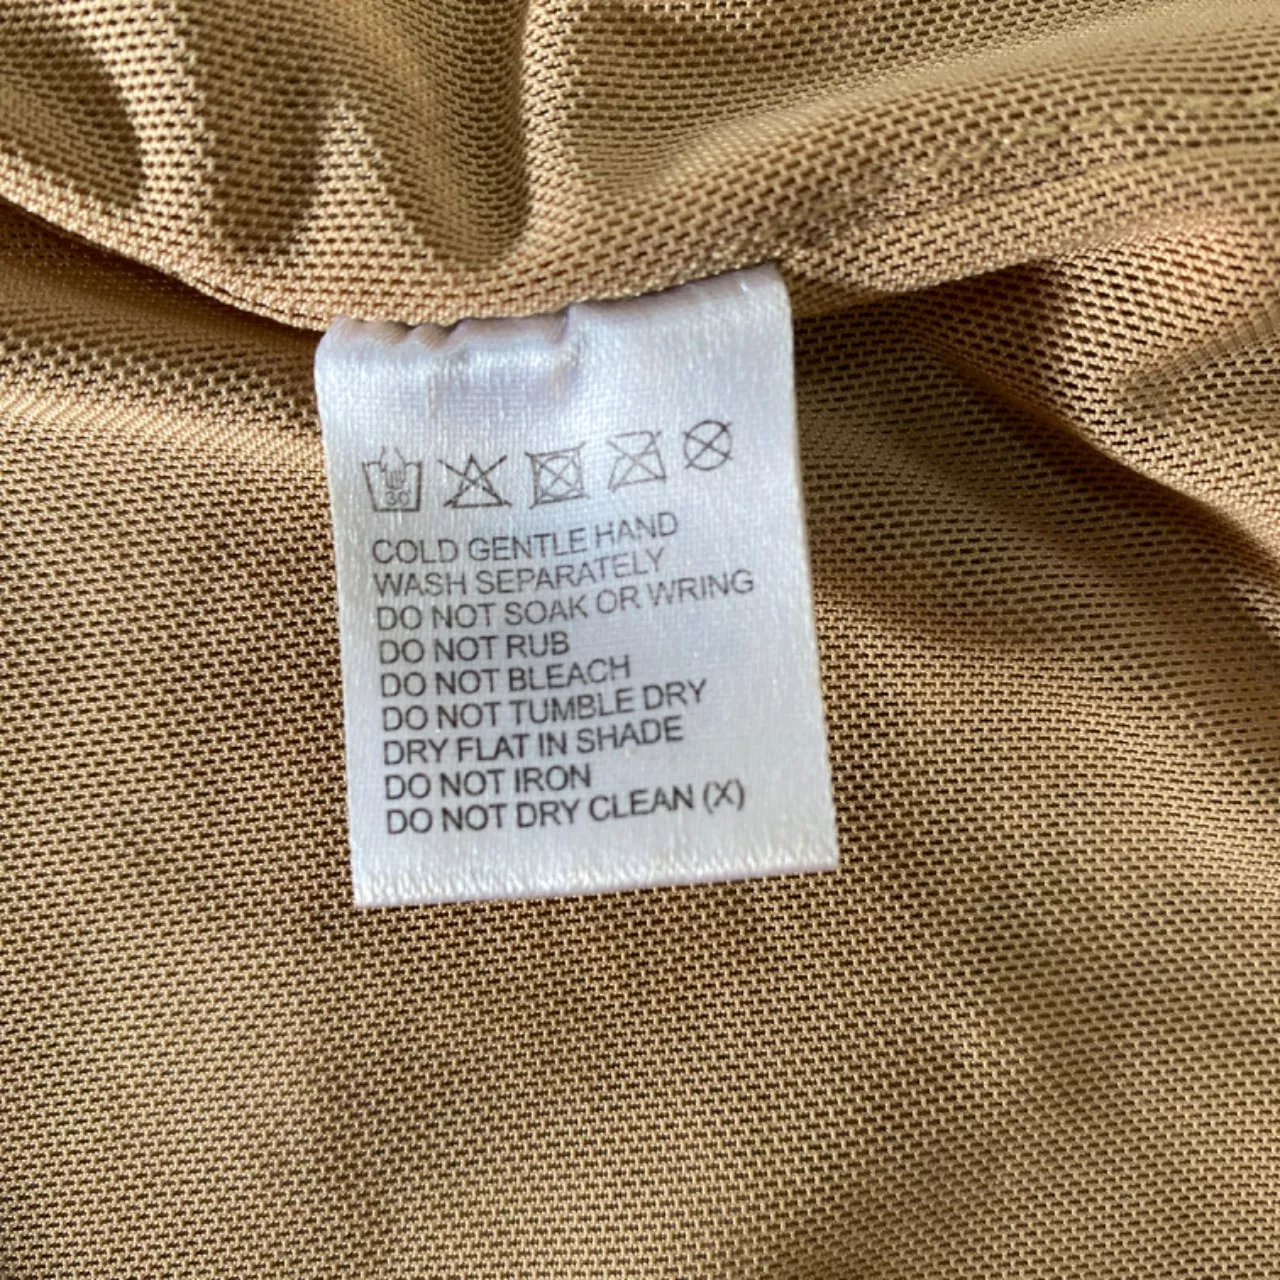 30
COLD GENTLE HAND
WASH SEPARATELY
DO NOT SOAK OR WRING
DO NOT RUB
DO NOT BLEACH
DO NOT TUMBLE DRY
DRY FLAT IN SHADE
DO NOT IRON
DO NOT DRY CLEAN (X)